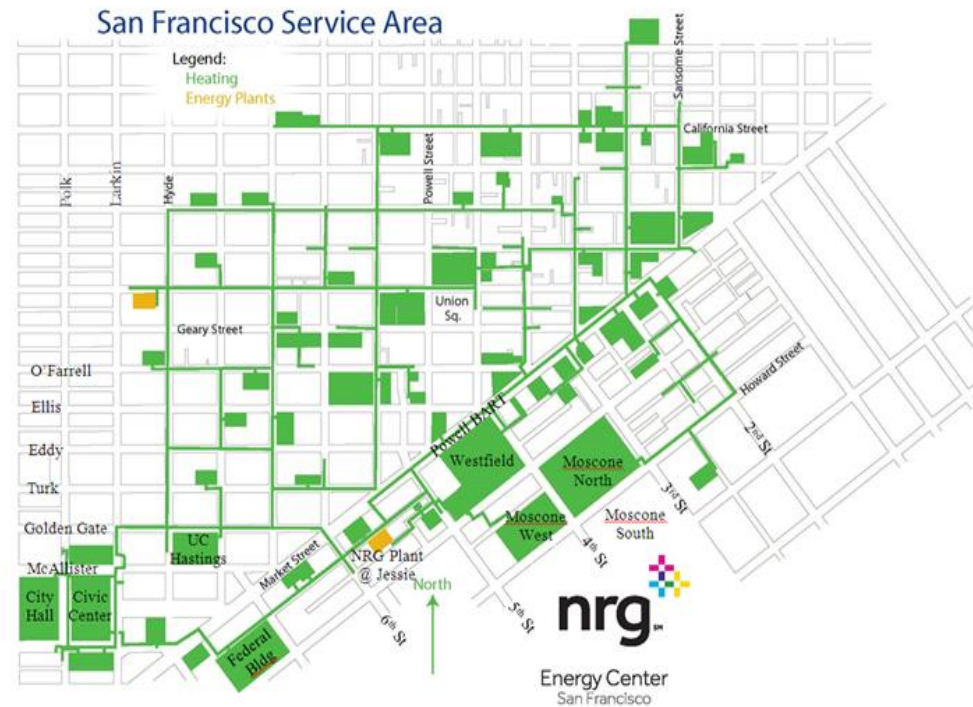 San Francisco Service Area
Legend:
Heating
Energy Plants
Sansome Street
California Street
Polk
Larkin
Hyde
Powell Street
Union
Sq.
Geary Street
O'Farrell
Ellis
Eddy
Turk
Golden Gate
McAllister
Powell BART
Howard Street
2nd St
3rd St
4th St
5th St
6th St
Westfield
Moscone
North
Moscone
West
Moscone
South
UC
Hastings
Market Street
NRG Plant
@ Jessie
North
City
Hall
Civic
Center
Federal
Bldg
nrg
SM
Energy Center
San Francisco